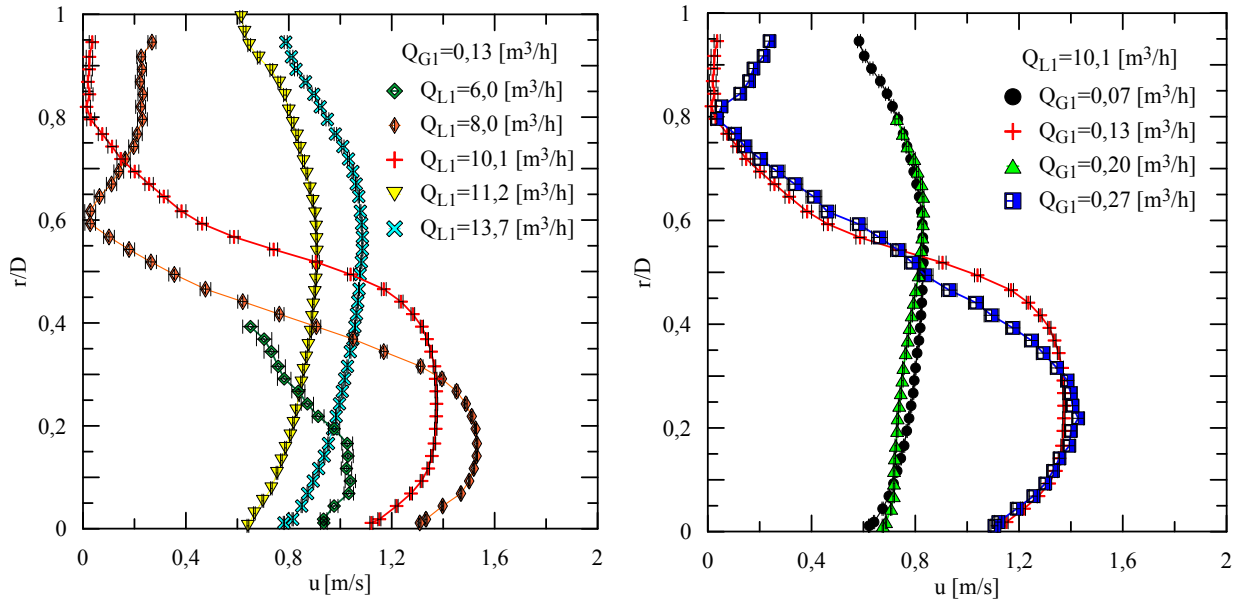 1
0,8
0,6
0,4
0,2
0
r/D
Q_G1=0,13 [m³/h]
Q_L1=6,0 [m³/h]
Q_L1=8,0 [m³/h]
Q_L1=10,1 [m³/h]
Q_L1=11,2 [m³/h]
Q_L1=13,7 [m³/h]
0 0,4 0,8 1,2 1,6 2
u [m/s]
1
0,8
0,6
0,4
0,2
0
r/D
Q_L1=10,1 [m³/h]
Q_G1=0,07 [m³/h]
Q_G1=0,13 [m³/h]
Q_G1=0,20 [m³/h]
Q_G1=0,27 [m³/h]
0 0,4 0,8 1,2 1,6 2
u [m/s]